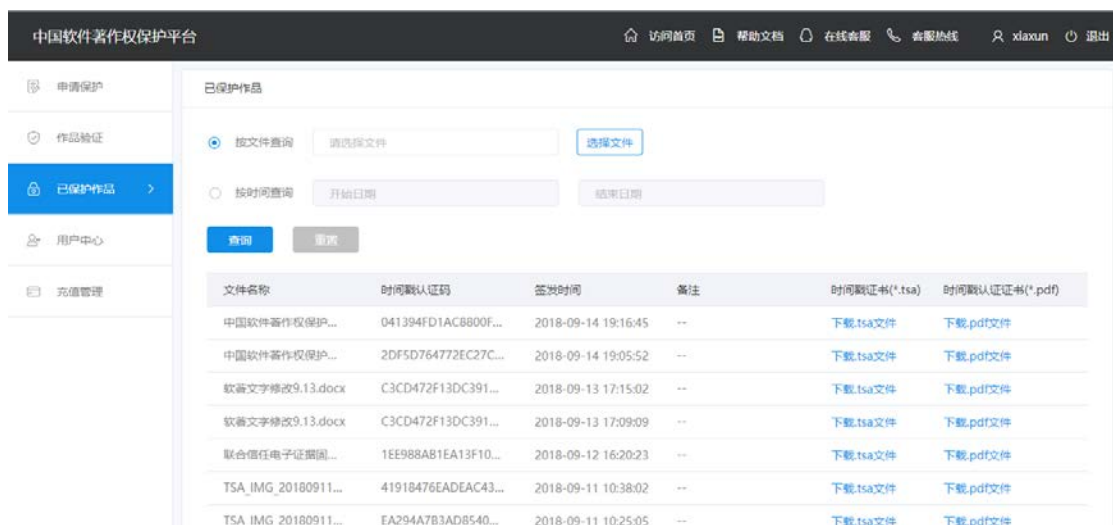 中国软件著作权保护平台 访问首页 帮助文档 在线客服 客服热线 xlaxun 退出
申请保护
作品验证
已保护作品
用户中心
充值管理
已保护作品
按文件查询 请选择文件 选择文件
按时间查询 开始日期 结束日期
查询 重置
文件名称 时间戳认证码 签发时间 备注 时间戳证书(*.tsa) 时间戳认证证书(*.pdf)
中国软件著作权保护... 041394FD1AC8800F... 2018-09-14 19:16:45 -- 下载.tsa文件 下载.pdf文件
中国软件著作权保护... 2DF5D764772EC27C... 2018-09-14 19:05:52 -- 下载.tsa文件 下载.pdf文件
软著文字修改9.13.docx C3CD472F13DC391... 2018-09-13 17:15:02 -- 下载.tsa文件 下载.pdf文件
软著文字修改9.13.docx C3CD472F13DC391... 2018-09-13 17:09:09 -- 下载.tsa文件 下载.pdf文件
联合信任电子证据固... 1EE988AB1EA13F10... 2018-09-12 16:20:23 -- 下载.tsa文件 下载.pdf文件
TSA_IMG_20180911... 41918476EADEAC43... 2018-09-11 10:38:02 -- 下载.tsa文件 下载.pdf文件
TSA_IMG_20180911... EA294A7B3AD8540... 2018-09-11 10:25:05 -- 下载.tsa文件 下载.pdf文件